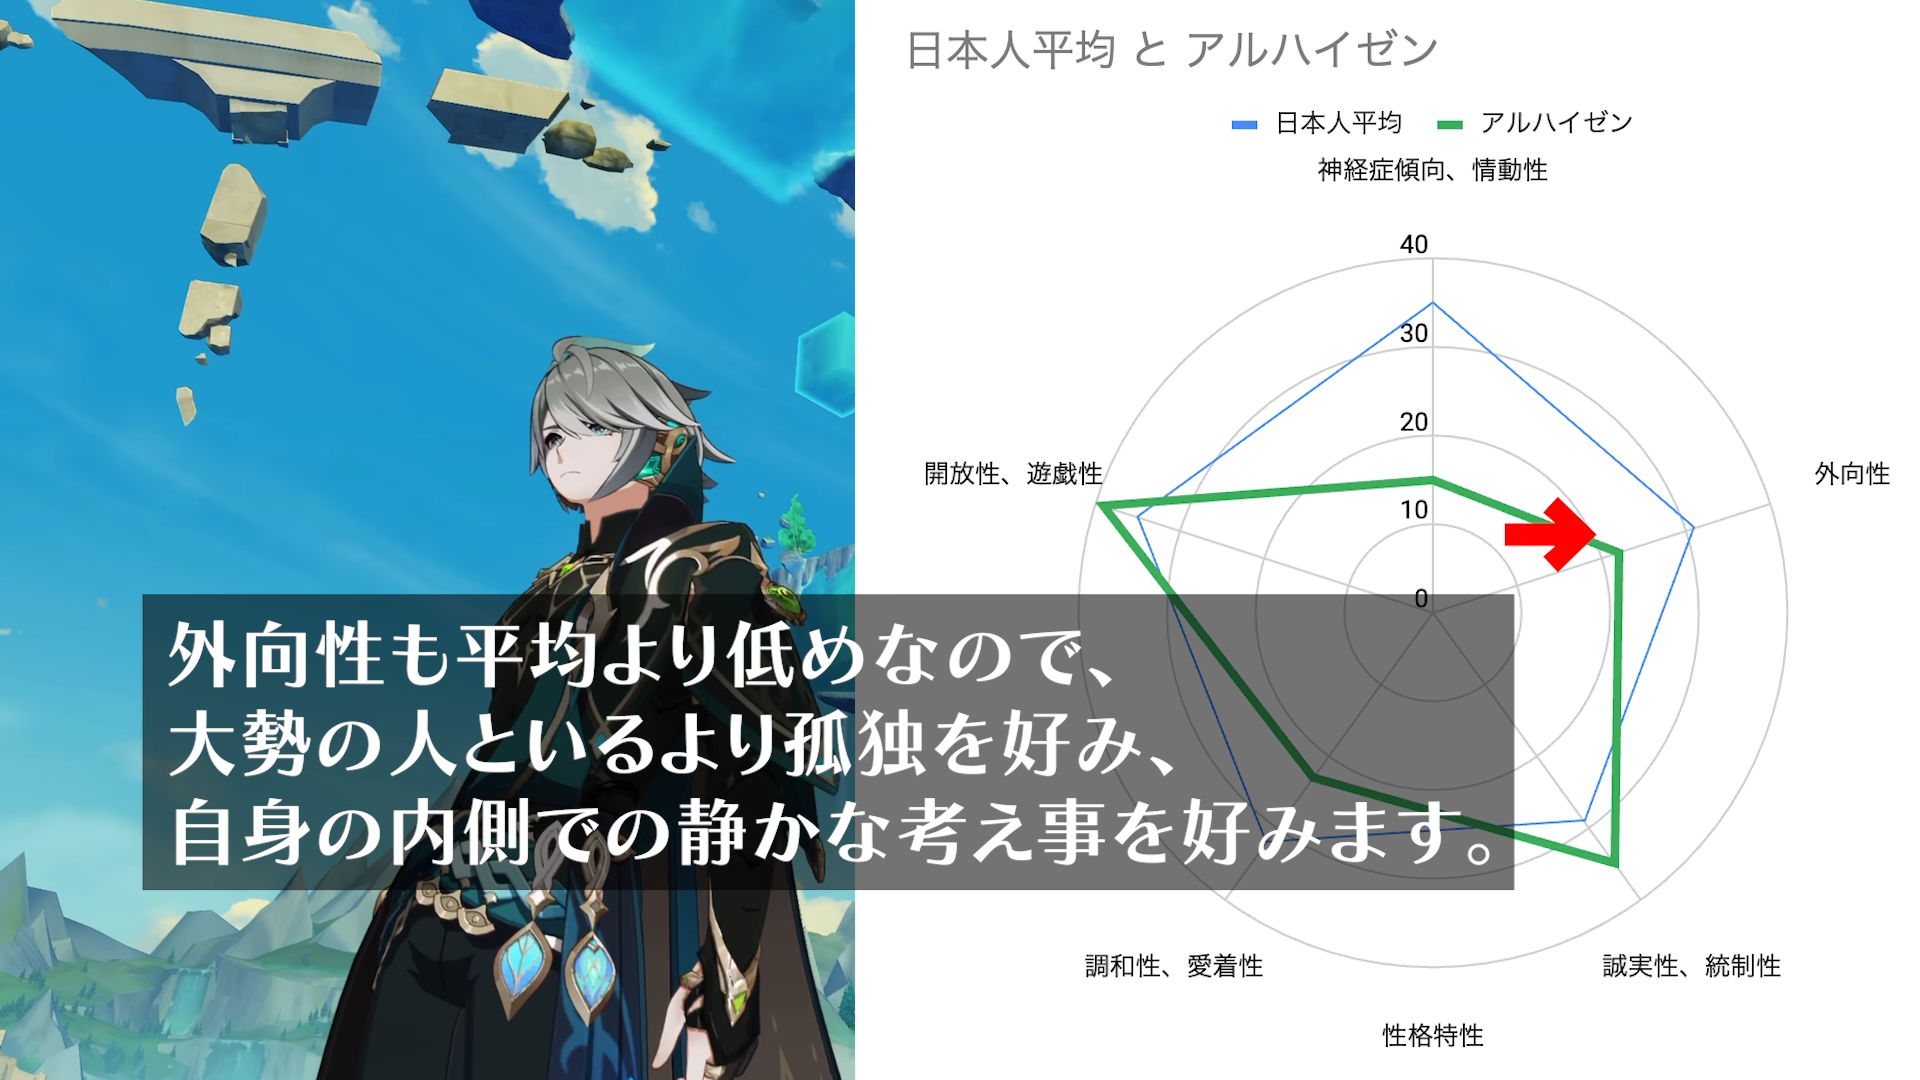 日本人平均 と アルハイゼン
日本人平均 アルハイゼン
神経症傾向、情動性
40
30
20
10
0
開放性、遊戯性
外向性
外向性も平均より低めなので、
大勢の人といるより孤独を好み、
自身の内側での静かな考え事を好みます。
調和性、愛着性
誠実性、統制性
性格特性